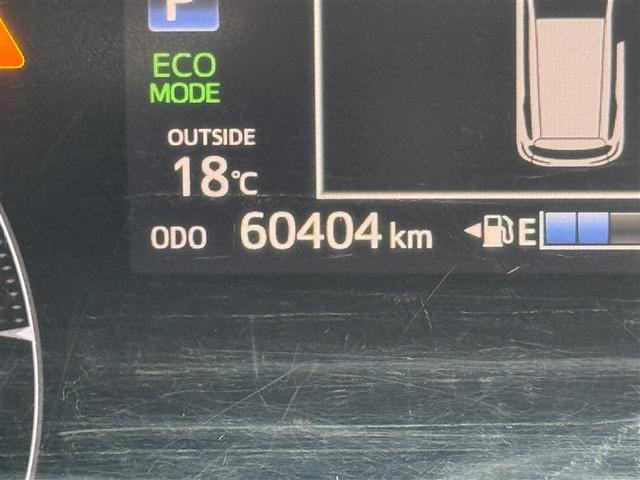 P
ECO
MODE
OUTSIDE
18°C
ODO 60404 km E